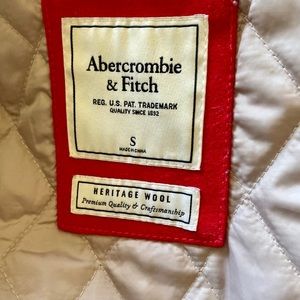 Abercrombie
& Fitch
REG. U.S. PAT. TRADEMARK
QUALITY SINCE 1892
S
MADE IN CHINA
HERITAGE WOOL
Premium Quality & Craftsmanship